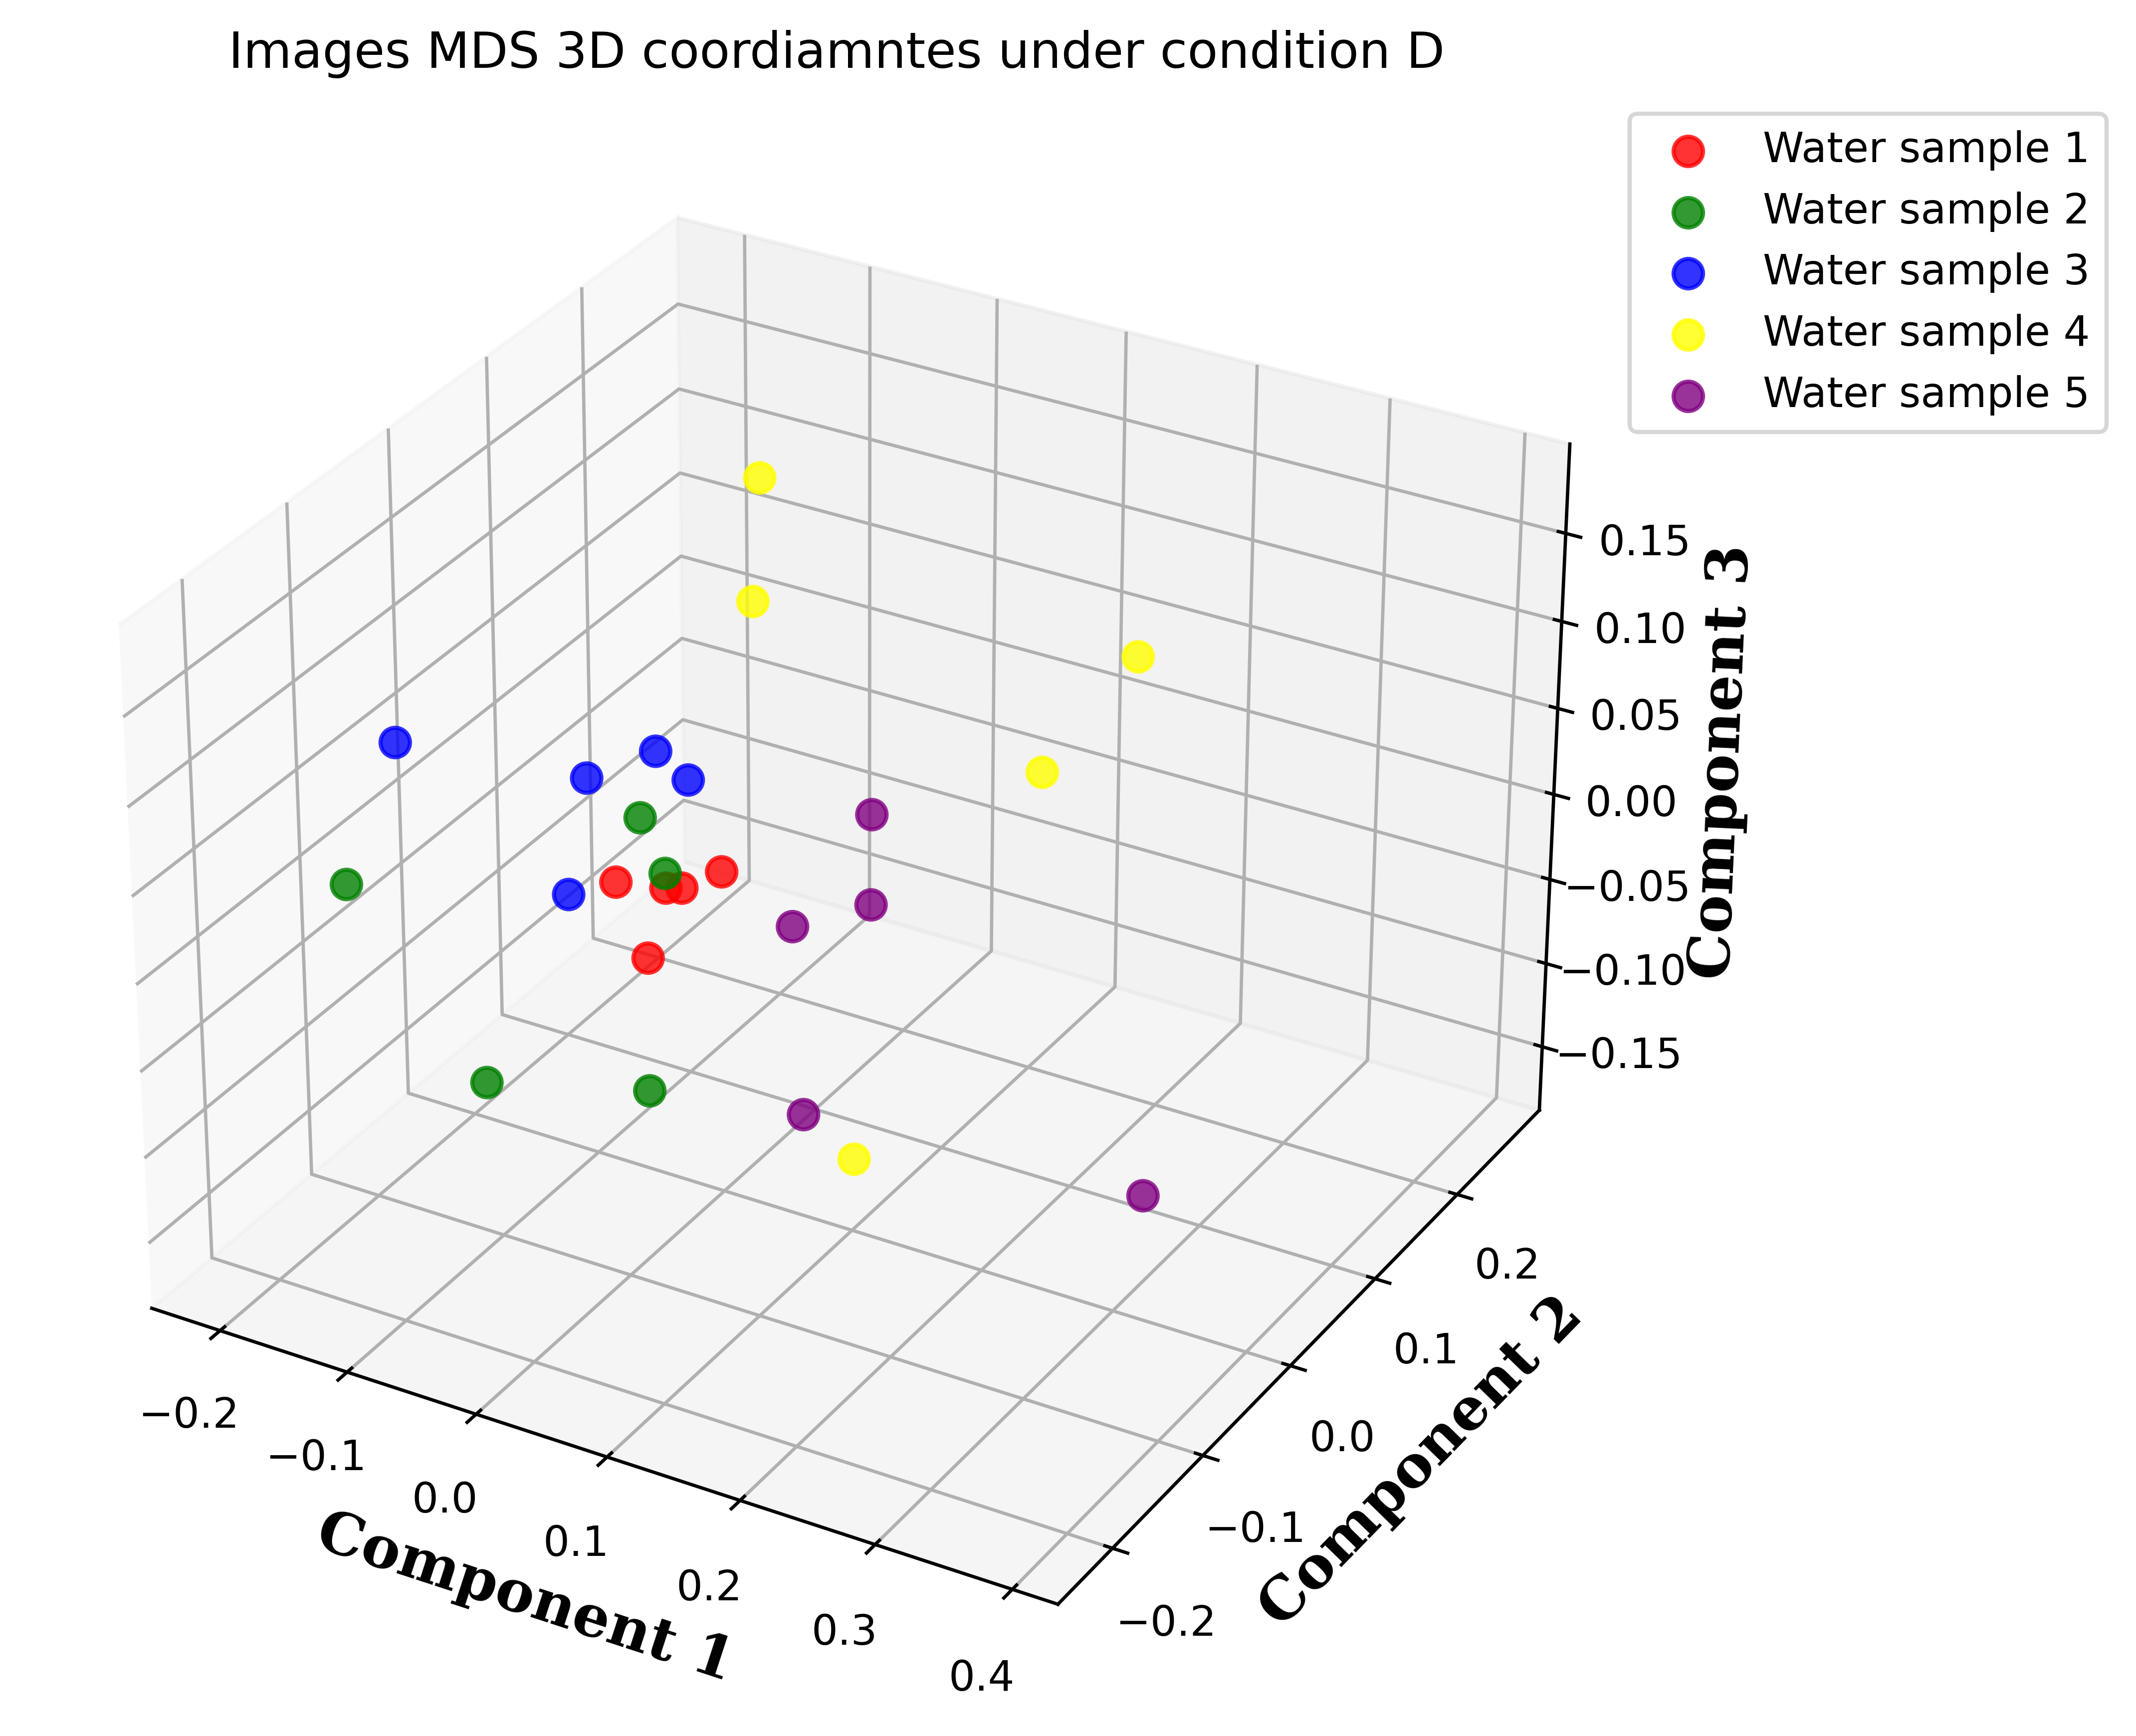 Images MDS 3D coordiamntes under condition D
Water sample 1
Water sample 2
Water sample 3
Water sample 4
Water sample 5
0.15
0.10
0.05
0.00
−0.05
−0.10
−0.15
Component 3
0.2
0.1
0.0
−0.1
−0.2
Component 2
−0.2
−0.1
0.0
0.1
0.2
0.3
0.4
Component 1